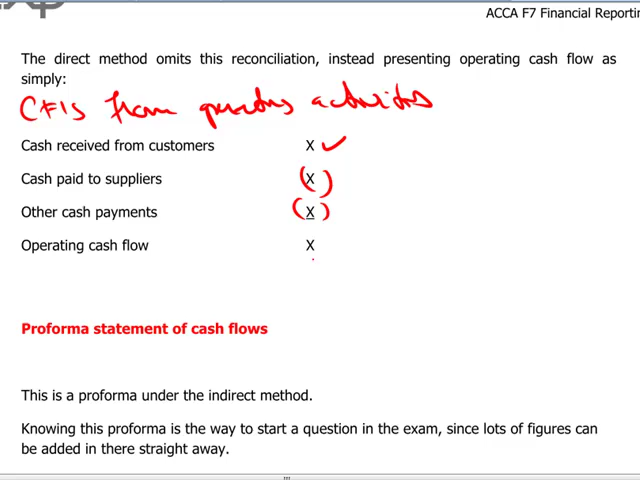 ACCA F7 Financial Reportin
The direct method omits this reconciliation, instead presenting operating cash flow as
simply:
CFls from operating activities
Cash received from customers X ✓
Cash paid to suppliers (X)
Other cash payments (X)
Operating cash flow X
Proforma statement of cash flows
This is a proforma under the indirect method.
Knowing this proforma is the way to start a question in the exam, since lots of figures can
be added in there straight away.